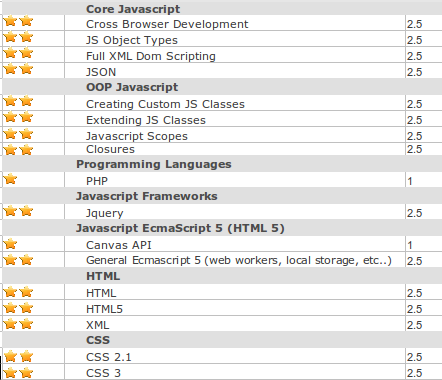 Core Javascript
Cross Browser Development 2.5
JS Object Types 2.5
Full XML Dom Scripting 2.5
JSON 2.5
OOP Javascript
Creating Custom JS Classes 2.5
Extending JS Classes 2.5
Javascript Scopes 2.5
Closures 2.5
Programming Languages
PHP 1
Javascript Frameworks
Jquery 2.5
Javascript EcmaScript 5 (HTML 5)
Canvas API 1
General Ecmascript 5 (web workers, local storage, etc..) 2.5
HTML
HTML 2.5
HTML5 2.5
XML 2.5
CSS
CSS 2.1 2.5
CSS 3 2.5